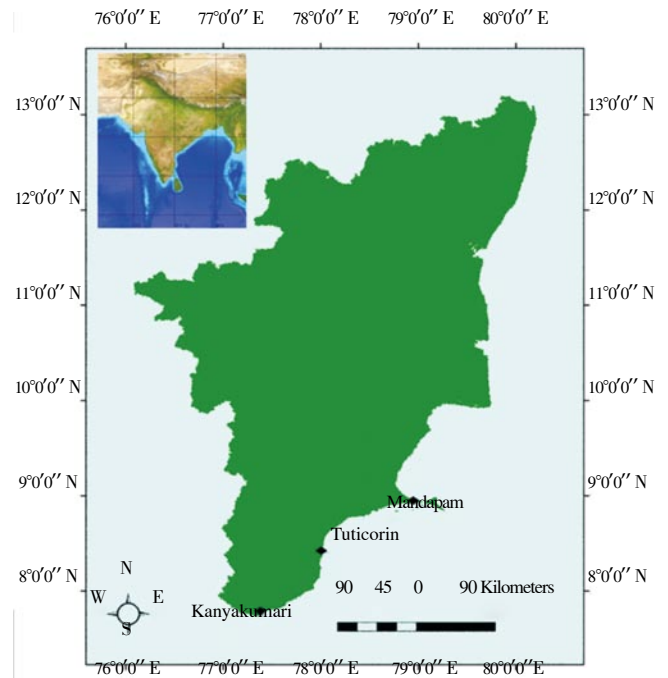 76°0′0″ E 77°0′0″ E 78°0′0″ E 79°0′0″ E 80°0′0″ E
13°0′0″ N 13°0′0″ N
12°0′0″ N 12°0′0″ N
11°0′0″ N 11°0′0″ N
10°0′0″ N 10°0′0″ N
9°0′0″ N 9°0′0″ N
Mandapam
Tuticorin
8°0′0″ N 8°0′0″ N
N
W E
S
90 45 0 90 Kilometers
Kanyakumari
76°0′0″ E 77°0′0″ E 78°0′0″ E 79°0′0″ E 80°0′0″ E